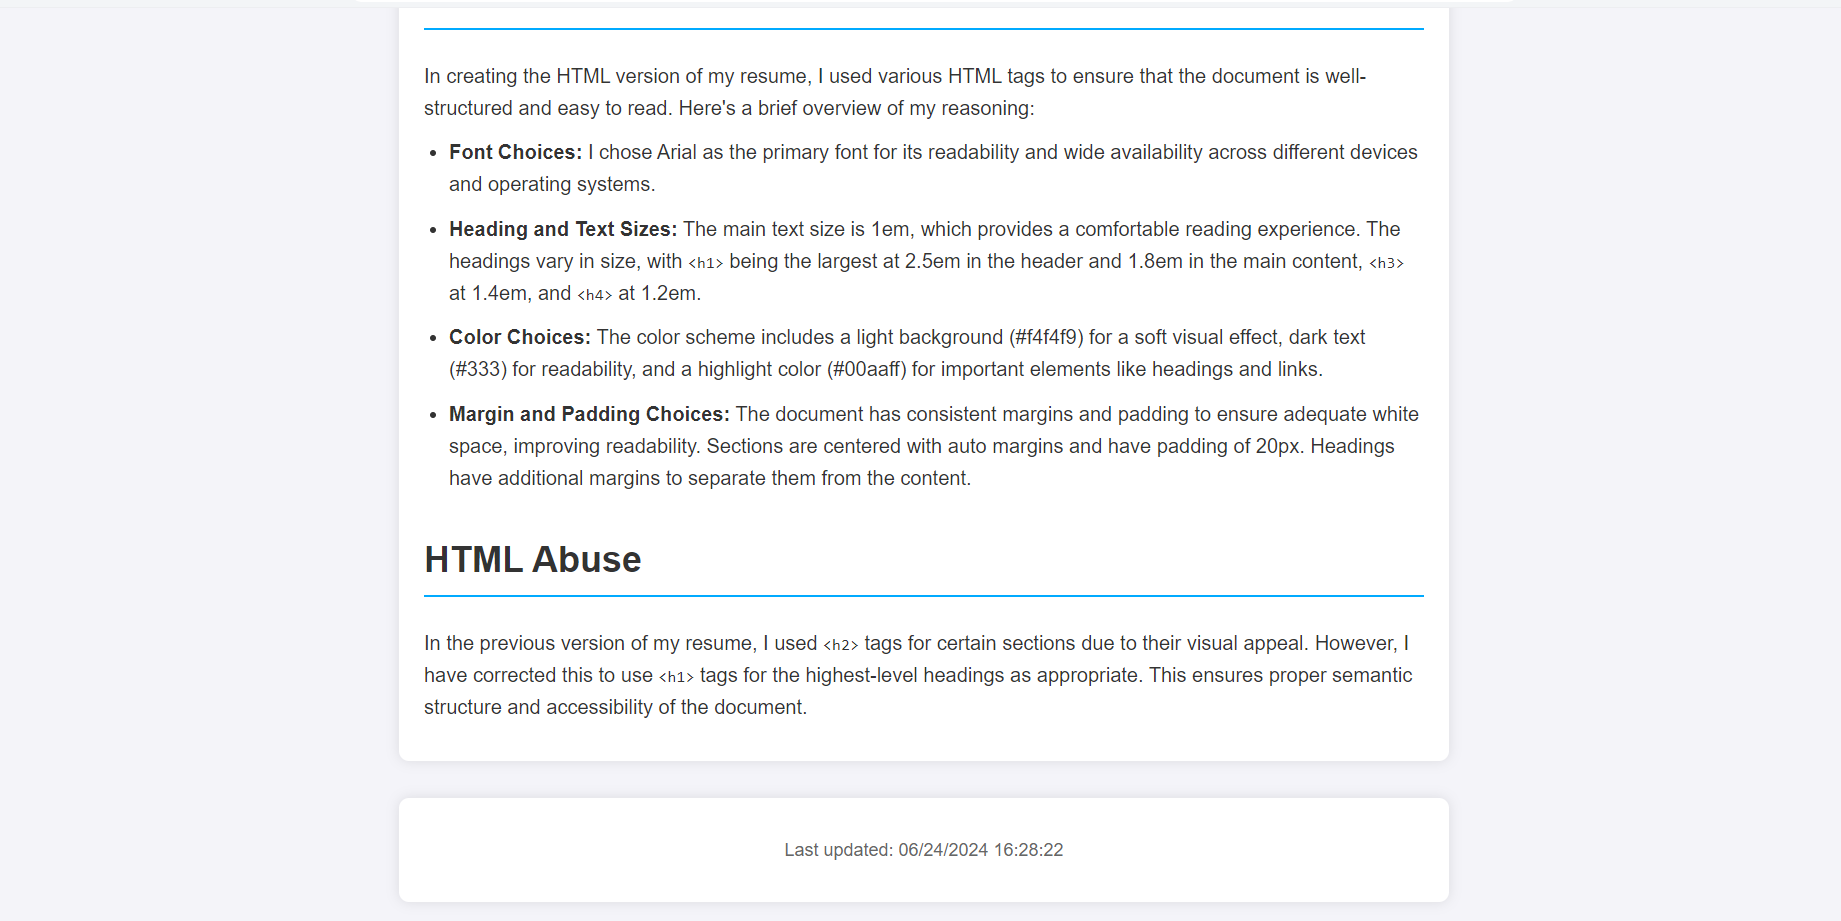 In creating the HTML version of my resume, I used various HTML tags to ensure that the document is well-
structured and easy to read. Here's a brief overview of my reasoning:
• Font Choices: I chose Arial as the primary font for its readability and wide availability across different devices
and operating systems.
• Heading and Text Sizes: The main text size is 1em, which provides a comfortable reading experience. The
headings vary in size, with <h1> being the largest at 2.5em in the header and 1.8em in the main content, <h3>
at 1.4em, and <h4> at 1.2em.
• Color Choices: The color scheme includes a light background (#f4f4f9) for a soft visual effect, dark text
(#333) for readability, and a highlight color (#00aaff) for important elements like headings and links.
• Margin and Padding Choices: The document has consistent margins and padding to ensure adequate white
space, improving readability. Sections are centered with auto margins and have padding of 20px. Headings
have additional margins to separate them from the content.
HTML Abuse
In the previous version of my resume, I used <h2> tags for certain sections due to their visual appeal. However, I
have corrected this to use <h1> tags for the highest-level headings as appropriate. This ensures proper semantic
structure and accessibility of the document.
Last updated: 06/24/2024 16:28:22